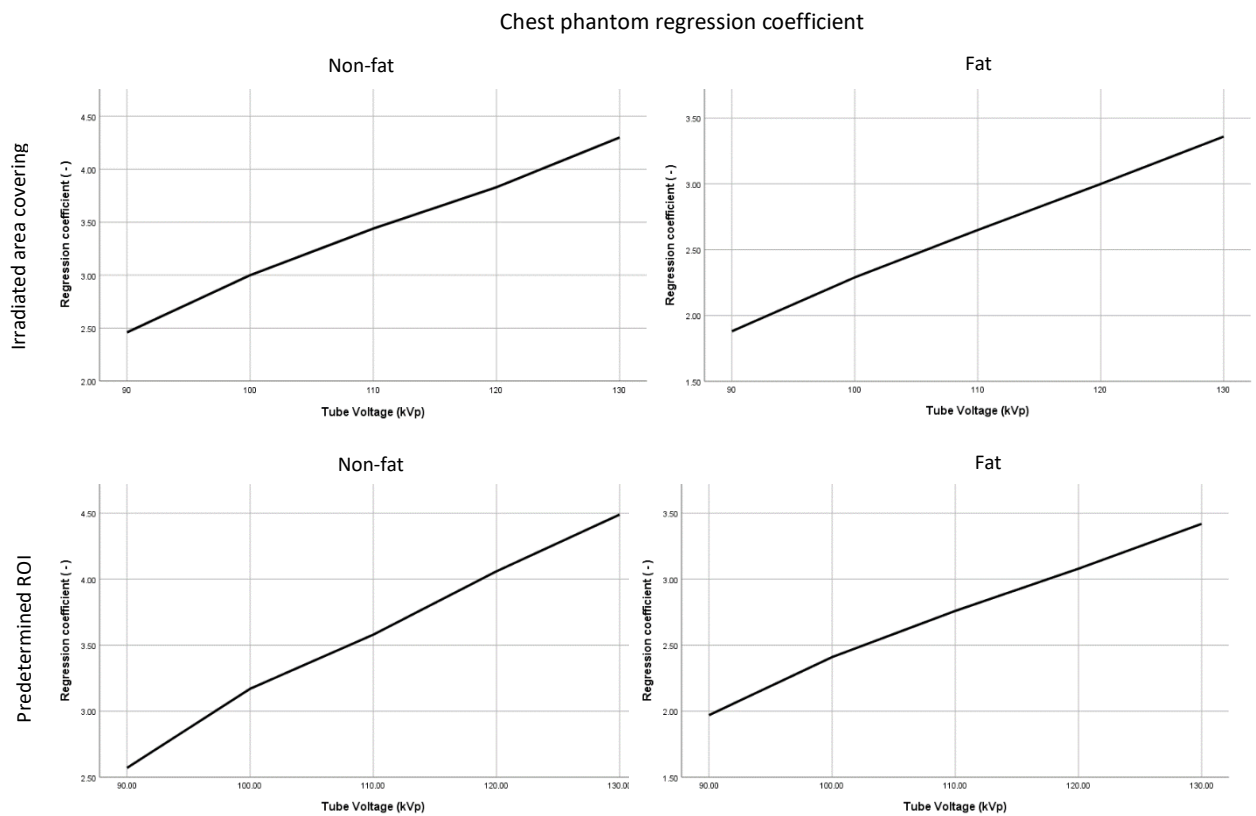 Chest phantom regression coefficient
Non-fat
Fat
Irradiated area covering
Regression coefficient ( - )
4.50
4.00
3.50
3.00
2.50
2.00
90
100
110
120
130
Tube Voltage (kVp)
Regression coefficient ( - )
3.50
3.00
2.50
2.00
1.50
90
100
110
120
130
Tube Voltage (kVp)
Non-fat
Fat
Predetermined ROI
Regression coefficient ( - )
4.50
4.00
3.50
3.00
2.50
90.00
100.00
110.00
120.00
130.00
Tube Voltage (kVp)
Regression coefficient ( - )
3.50
3.00
2.50
2.00
1.50
90.00
100.00
110.00
120.00
130.00
Tube Voltage (kVp)